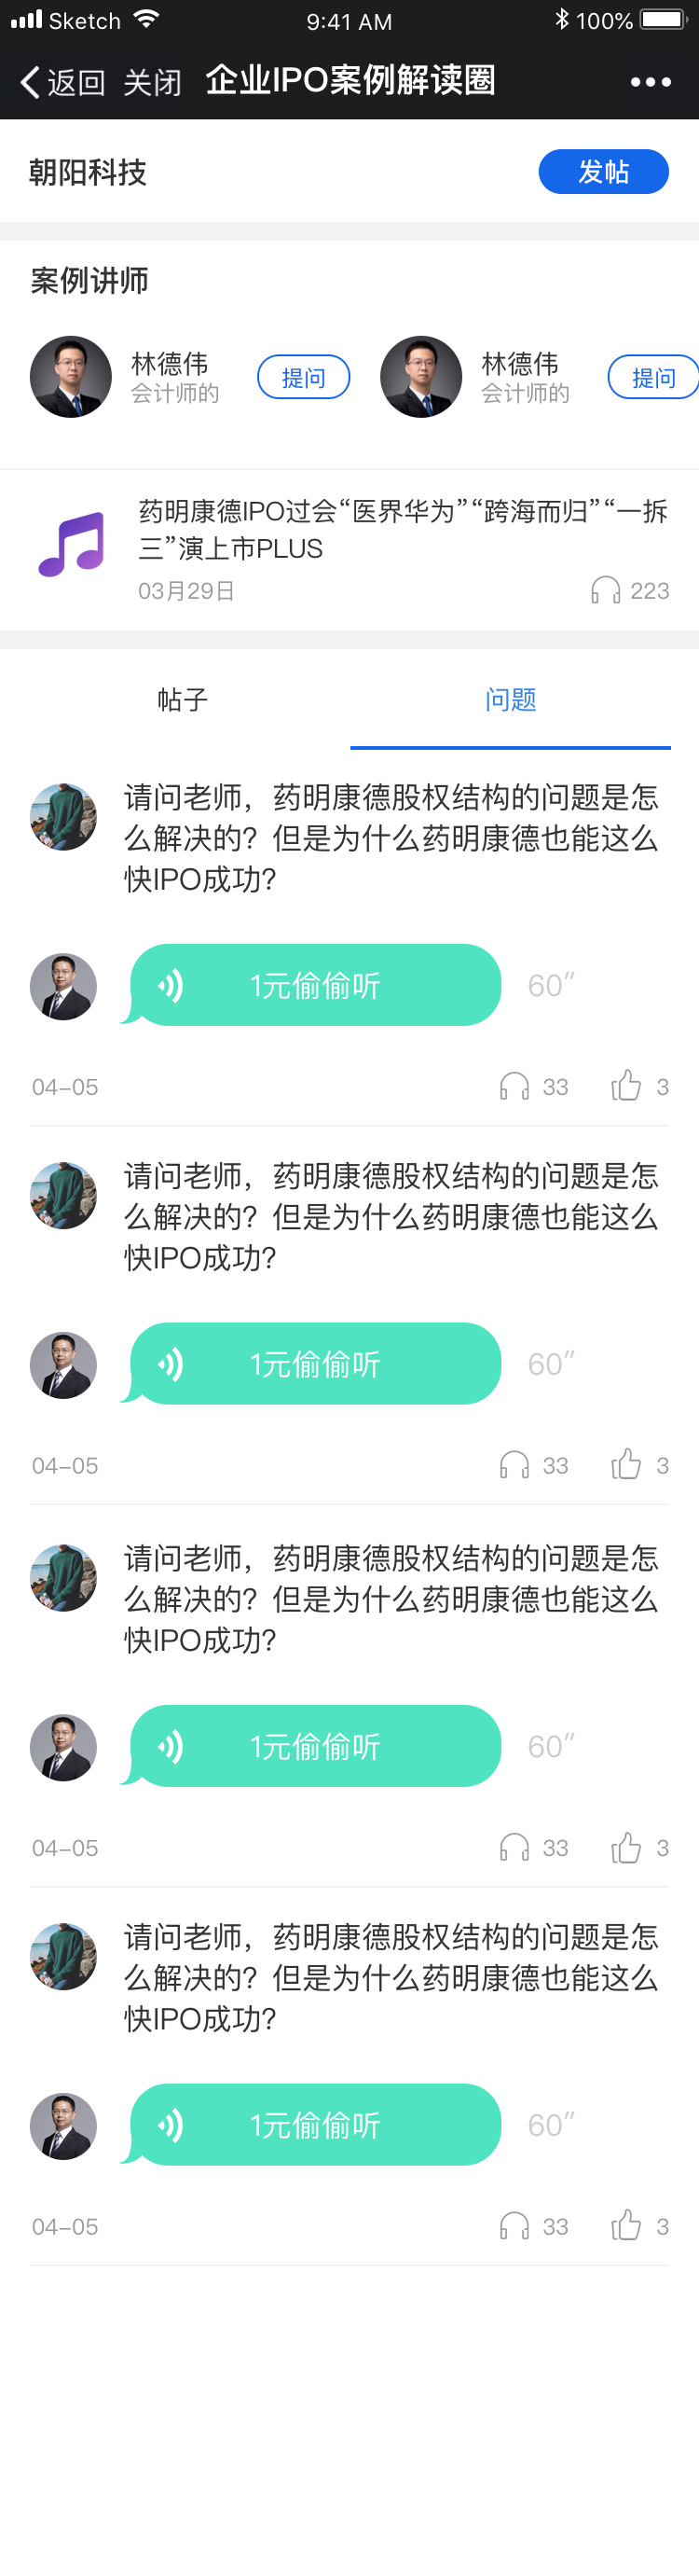 Sketch 9:41 AM 100%
返回 关闭 企业IPO案例解读圈
朝阳科技 发帖
案例讲师
林德伟 提问 林德伟 提问
会计师的 会计师的
药明康德IPO过会“医界华为”“跨海而归”“一拆
三”演上市PLUS
03月29日 223
帖子 问题
请问老师，药明康德股权结构的问题是怎
么解决的？但是为什么药明康德也能这么
快IPO成功？
1元偷偷听 60″
04-05 33 3
请问老师，药明康德股权结构的问题是怎
么解决的？但是为什么药明康德也能这么
快IPO成功？
1元偷偷听 60″
04-05 33 3
请问老师，药明康德股权结构的问题是怎
么解决的？但是为什么药明康德也能这么
快IPO成功？
1元偷偷听 60″
04-05 33 3
请问老师，药明康德股权结构的问题是怎
么解决的？但是为什么药明康德也能这么
快IPO成功？
1元偷偷听 60″
04-05 33 3